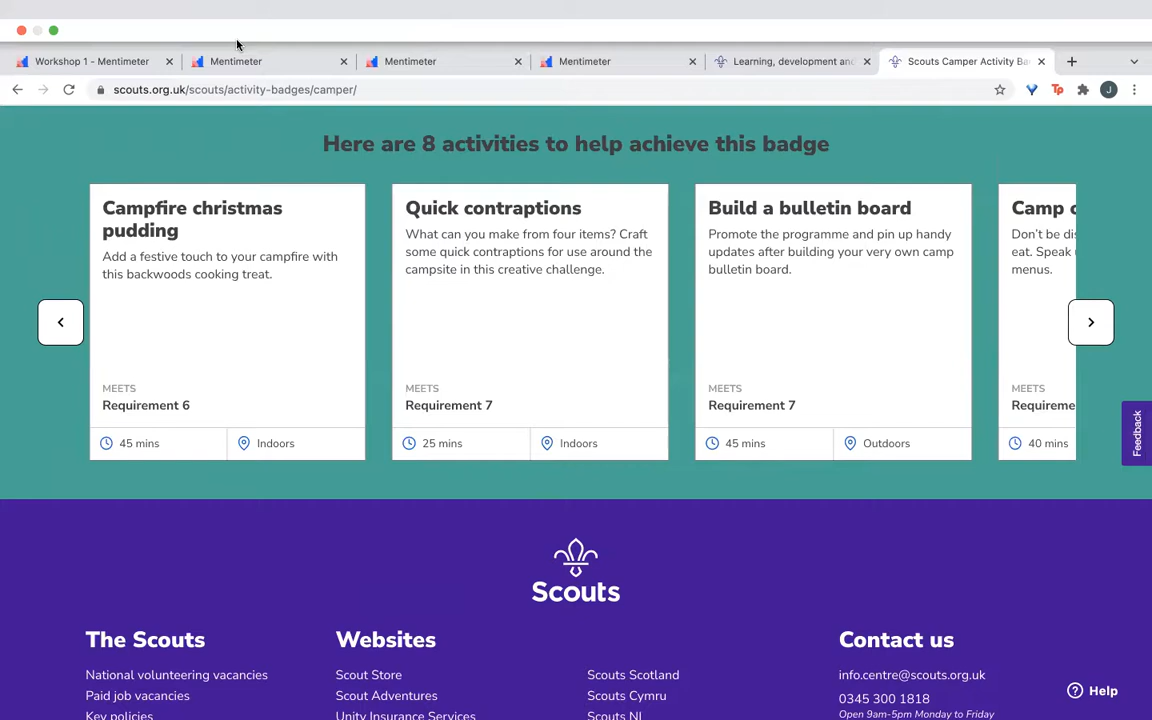 Workshop 1 - Mentimeter
Mentimeter
Mentimeter
Mentimeter
Learning, development and
Scouts Camper Activity Ba
scouts.org.uk/scouts/activity-badges/camper/
Tp
J
Here are 8 activities to help achieve this badge
Campfire christmas
pudding
Add a festive touch to your campfire with
this backwoods cooking treat.
MEETS
Requirement 6
45 mins
Indoors
Quick contraptions
What can you make from four items? Craft
some quick contraptions for use around the
campsite in this creative challenge.
MEETS
Requirement 7
25 mins
Indoors
Build a bulletin board
Promote the programme and pin up handy
updates after building your very own camp
bulletin board.
MEETS
Requirement 7
45 mins
Outdoors
Camp
Don't be
eat. Speak
menus.
MEETS
Requireme
40 mins
Feedback
Scouts
The Scouts
National volunteering vacancies
Paid job vacancies
Key policies
Websites
Scout Store
Scout Adventures
Unity Insurance Services
Scouts Scotland
Scouts Cymru
Scouts NI
Contact us
info.centre@scouts.org.uk
0345 300 1818
Open 9am-5pm Monday to Friday
Help